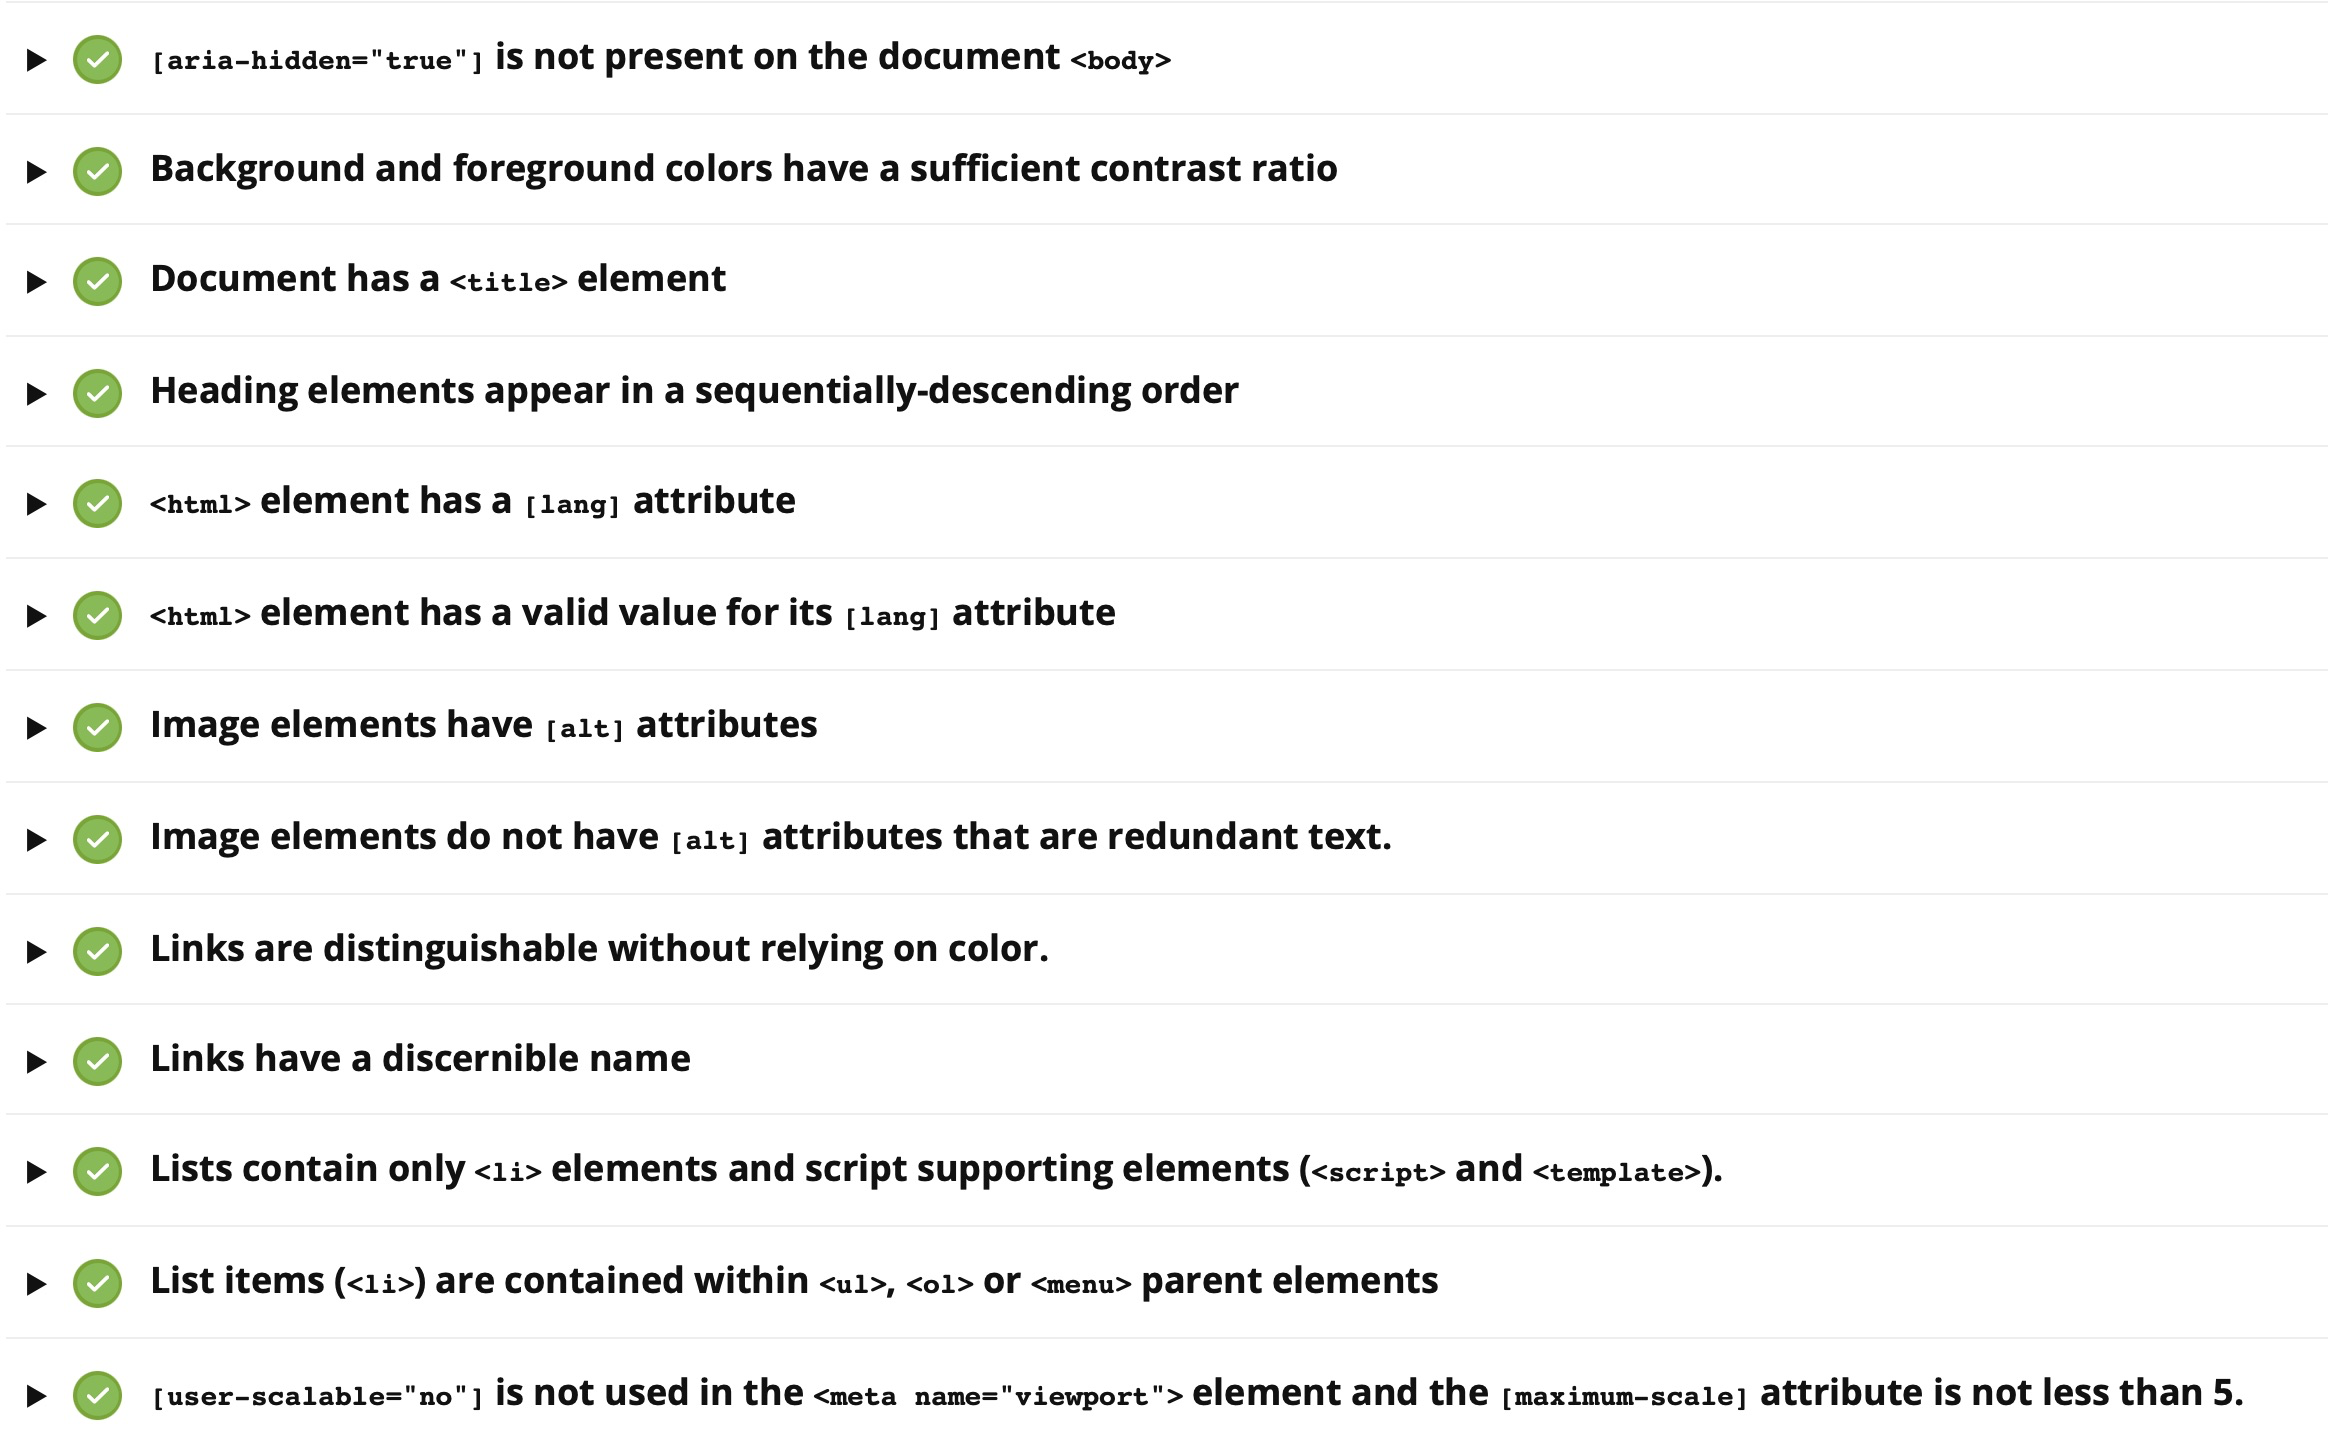 [aria-hidden="true"] is not present on the document <body>
Background and foreground colors have a sufficient contrast ratio
Document has a <title> element
Heading elements appear in a sequentially-descending order
<html> element has a [lang] attribute
<html> element has a valid value for its [lang] attribute
Image elements have [alt] attributes
Image elements do not have [alt] attributes that are redundant text.
Links are distinguishable without relying on color.
Links have a discernible name
Lists contain only <li> elements and script supporting elements (<script> and <template>).
List items (<li>) are contained within <ul>, <ol> or <menu> parent elements
[user-scalable="no"] is not used in the <meta name="viewport"> element and the [maximum-scale] attribute is not less than 5.